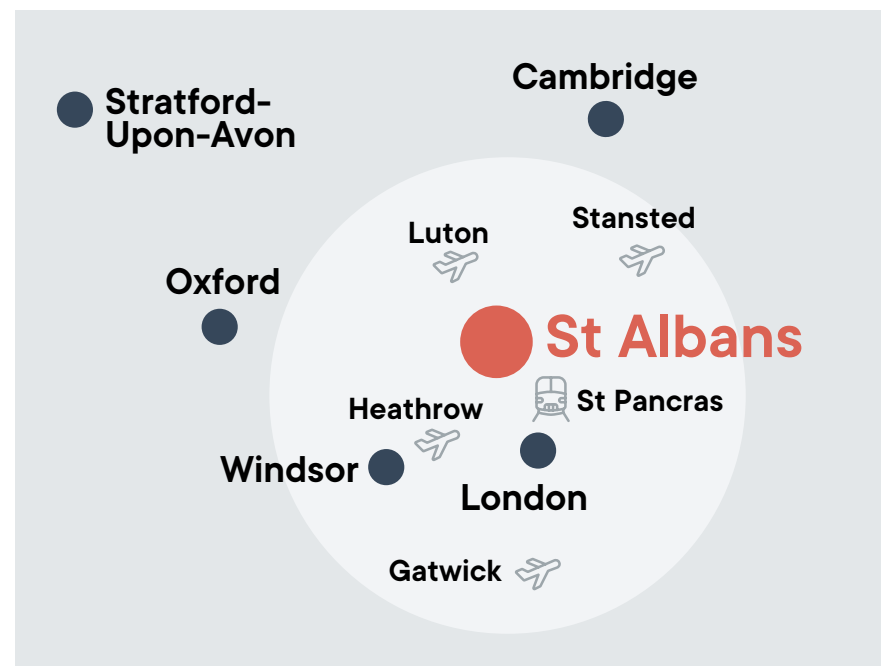 Cambridge
Stratford-
Upon-Avon
Stansted
Luton
Oxford
St Albans
St Pancras
Heathrow
Windsor
London
Gatwick